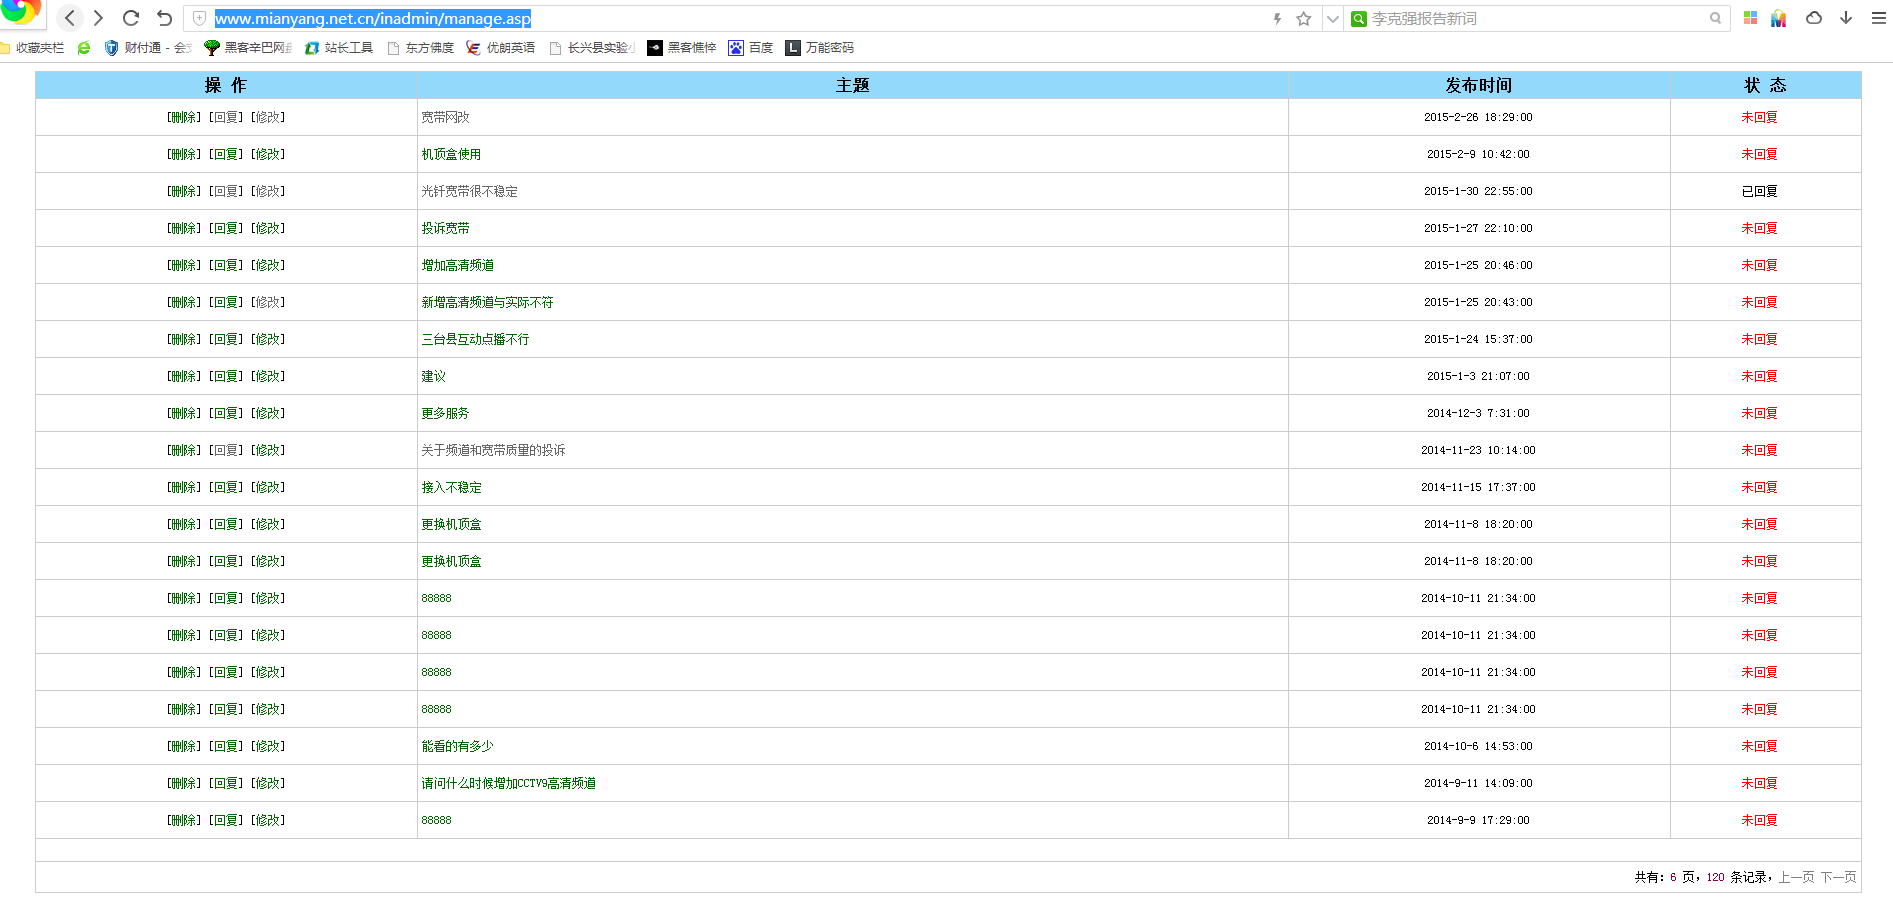 www.mianyang.net.cn/inadmin/manage.asp 李克强报告新词
收藏夹栏 财付通 - 会 黑客辛巴网 站长工具 东方佛度 优朗英语 长兴县实验 黑客憔悴 百度 万能密码
操 作 主题 发布时间 状 态
[删除] [回复] [修改] 宽带网改 2015-2-26 18:29:00 未回复
[删除] [回复] [修改] 机顶盒使用 2015-2-9 10:42:00 未回复
[删除] [回复] [修改] 光钎宽带很不稳定 2015-1-30 22:55:00 已回复
[删除] [回复] [修改] 投诉宽带 2015-1-27 22:10:00 未回复
[删除] [回复] [修改] 增加高清频道 2015-1-25 20:46:00 未回复
[删除] [回复] [修改] 新增高清频道与实际不符 2015-1-25 20:43:00 未回复
[删除] [回复] [修改] 三台县互动点播不行 2015-1-24 15:37:00 未回复
[删除] [回复] [修改] 建议 2015-1-3 21:07:00 未回复
[删除] [回复] [修改] 更多服务 2014-12-3 7:31:00 未回复
[删除] [回复] [修改] 关于频道和宽带质量的投诉 2014-11-23 10:14:00 未回复
[删除] [回复] [修改] 接入不稳定 2014-11-15 17:37:00 未回复
[删除] [回复] [修改] 更换机顶盒 2014-11-8 18:20:00 未回复
[删除] [回复] [修改] 更换机顶盒 2014-11-8 18:20:00 未回复
[删除] [回复] [修改] 88888 2014-10-11 21:34:00 未回复
[删除] [回复] [修改] 88888 2014-10-11 21:34:00 未回复
[删除] [回复] [修改] 88888 2014-10-11 21:34:00 未回复
[删除] [回复] [修改] 88888 2014-10-11 21:34:00 未回复
[删除] [回复] [修改] 能看的有多少 2014-10-6 14:53:00 未回复
[删除] [回复] [修改] 请问什么时候增加CCTV9高清频道 2014-9-11 14:09:00 未回复
[删除] [回复] [修改] 88888 2014-9-9 17:29:00 未回复
共有: 6 页, 120 条记录, 上一页 下一页